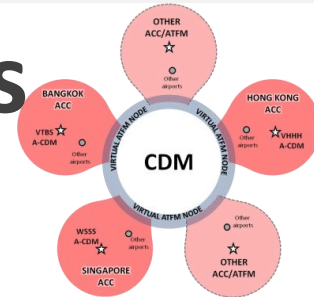 S
OTHER
ACC/ATFM
Other
airports
BANGKOK
ACC
VTBS
A-CDM
Other
airports
HONG KONG
ACC
Other
airports
VHHH
A-CDM
VIRTUAL ATFM NODE
VIRTUAL ATFM NODE
VIRTUAL ATFM NODE
CDM
WSSS
A-CDM
Other
airports
SINGAPORE
ACC
Other
airports
OTHER
ACC/ATFM